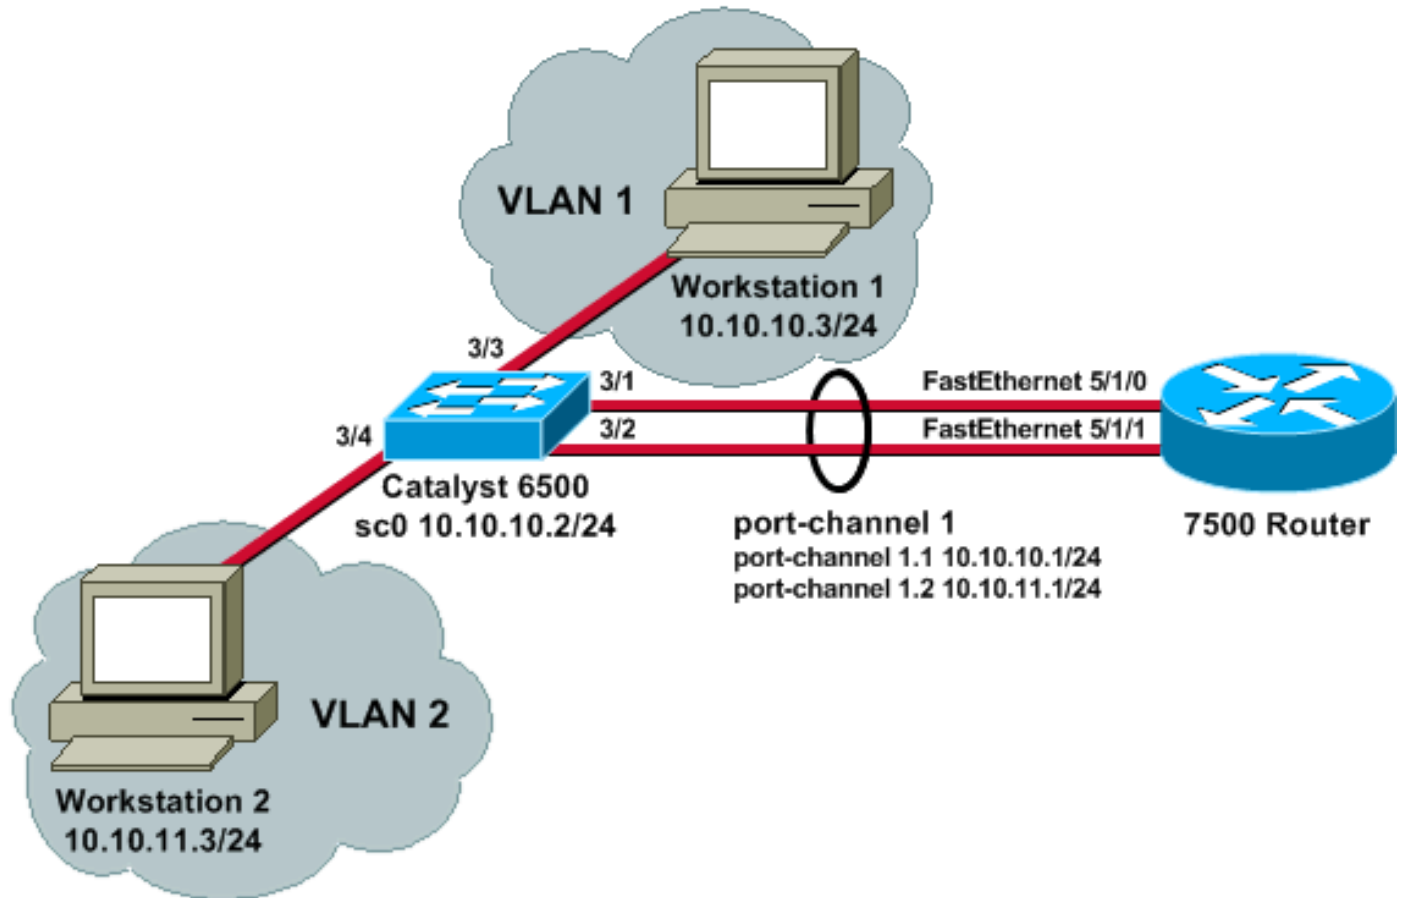 VLAN 1
Workstation 1
10.10.10.3/24
3/3
3/1
FastEthernet 5/1/0
3/4
3/2
FastEthernet 5/1/1
Catalyst 6500
sc0 10.10.10.2/24
port-channel 1
port-channel 1.1 10.10.10.1/24
port-channel 1.2 10.10.11.1/24
7500 Router
VLAN 2
Workstation 2
10.10.11.3/24